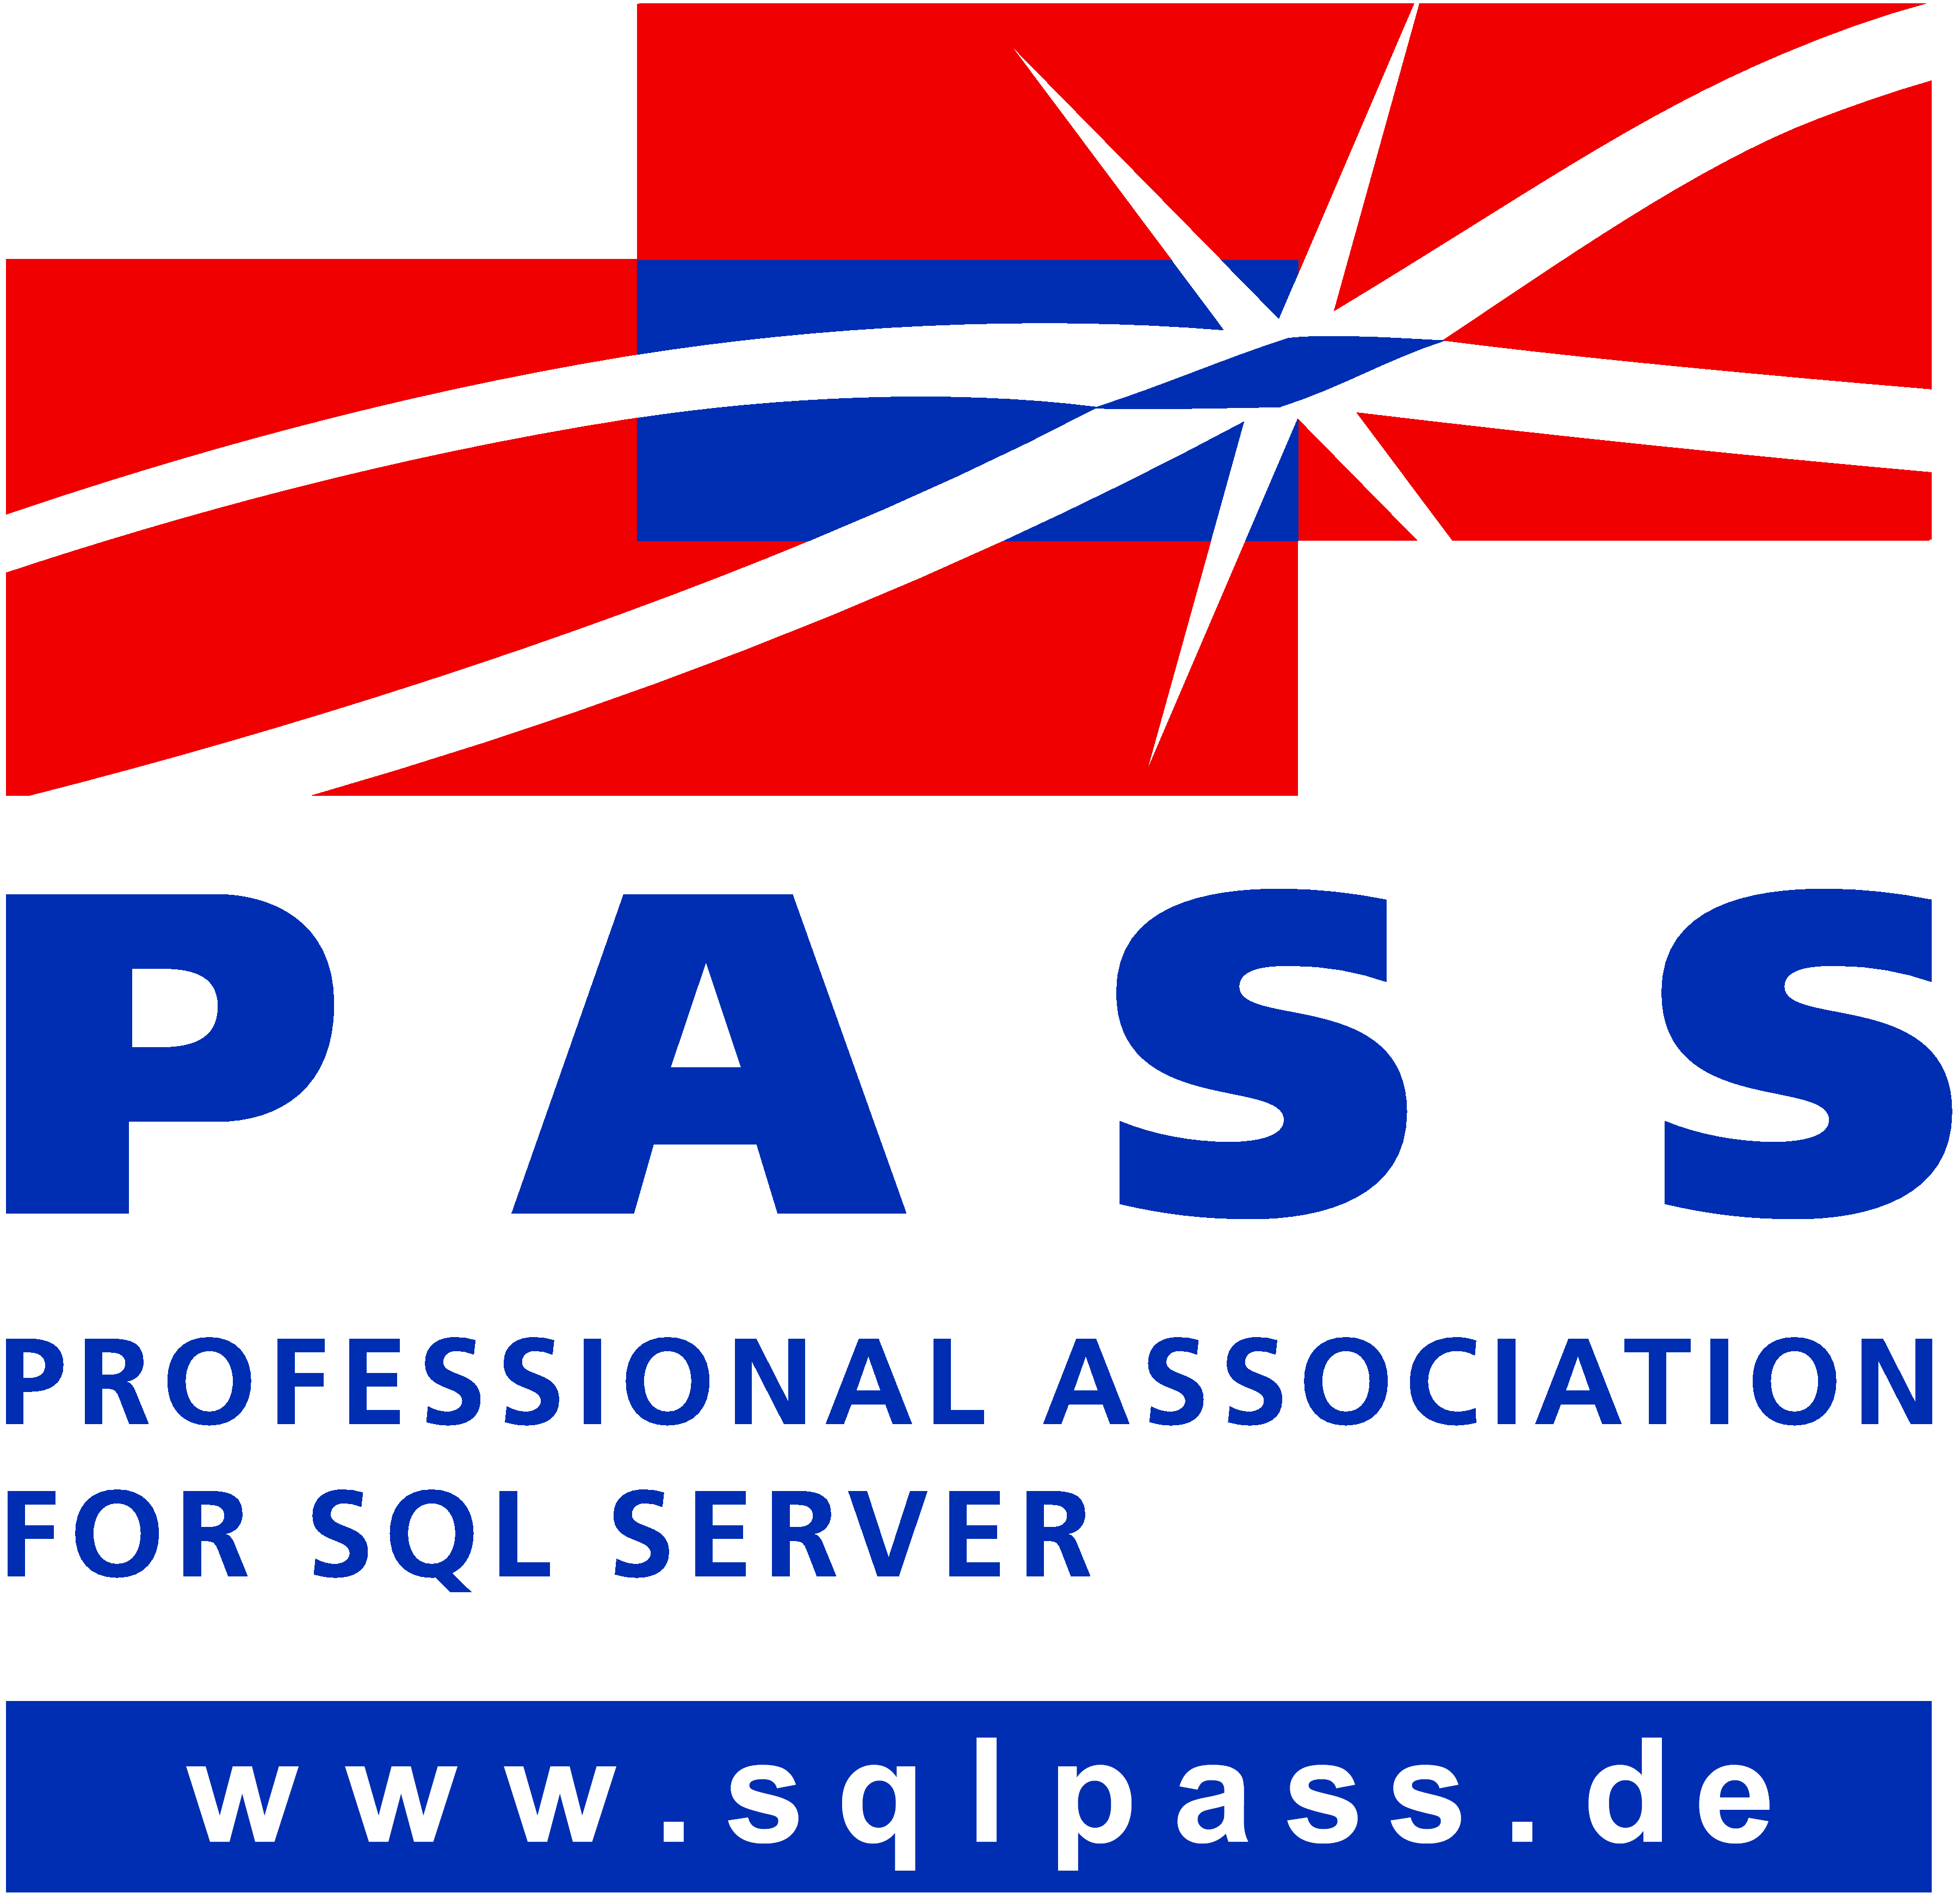 PASS
PROFESSIONAL ASSOCIATION
FOR SQL SERVER
www.sqlpass.de